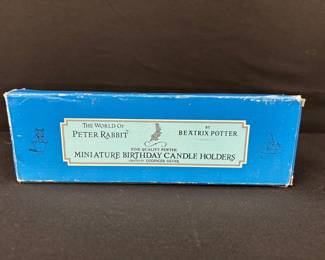 THE WORLD OF
PETER RABBIT
BY
BEATRIX POTTER
FINE QUALITY PEWTER
MINIATURE BIRTHDAY CANDLE HOLDERS